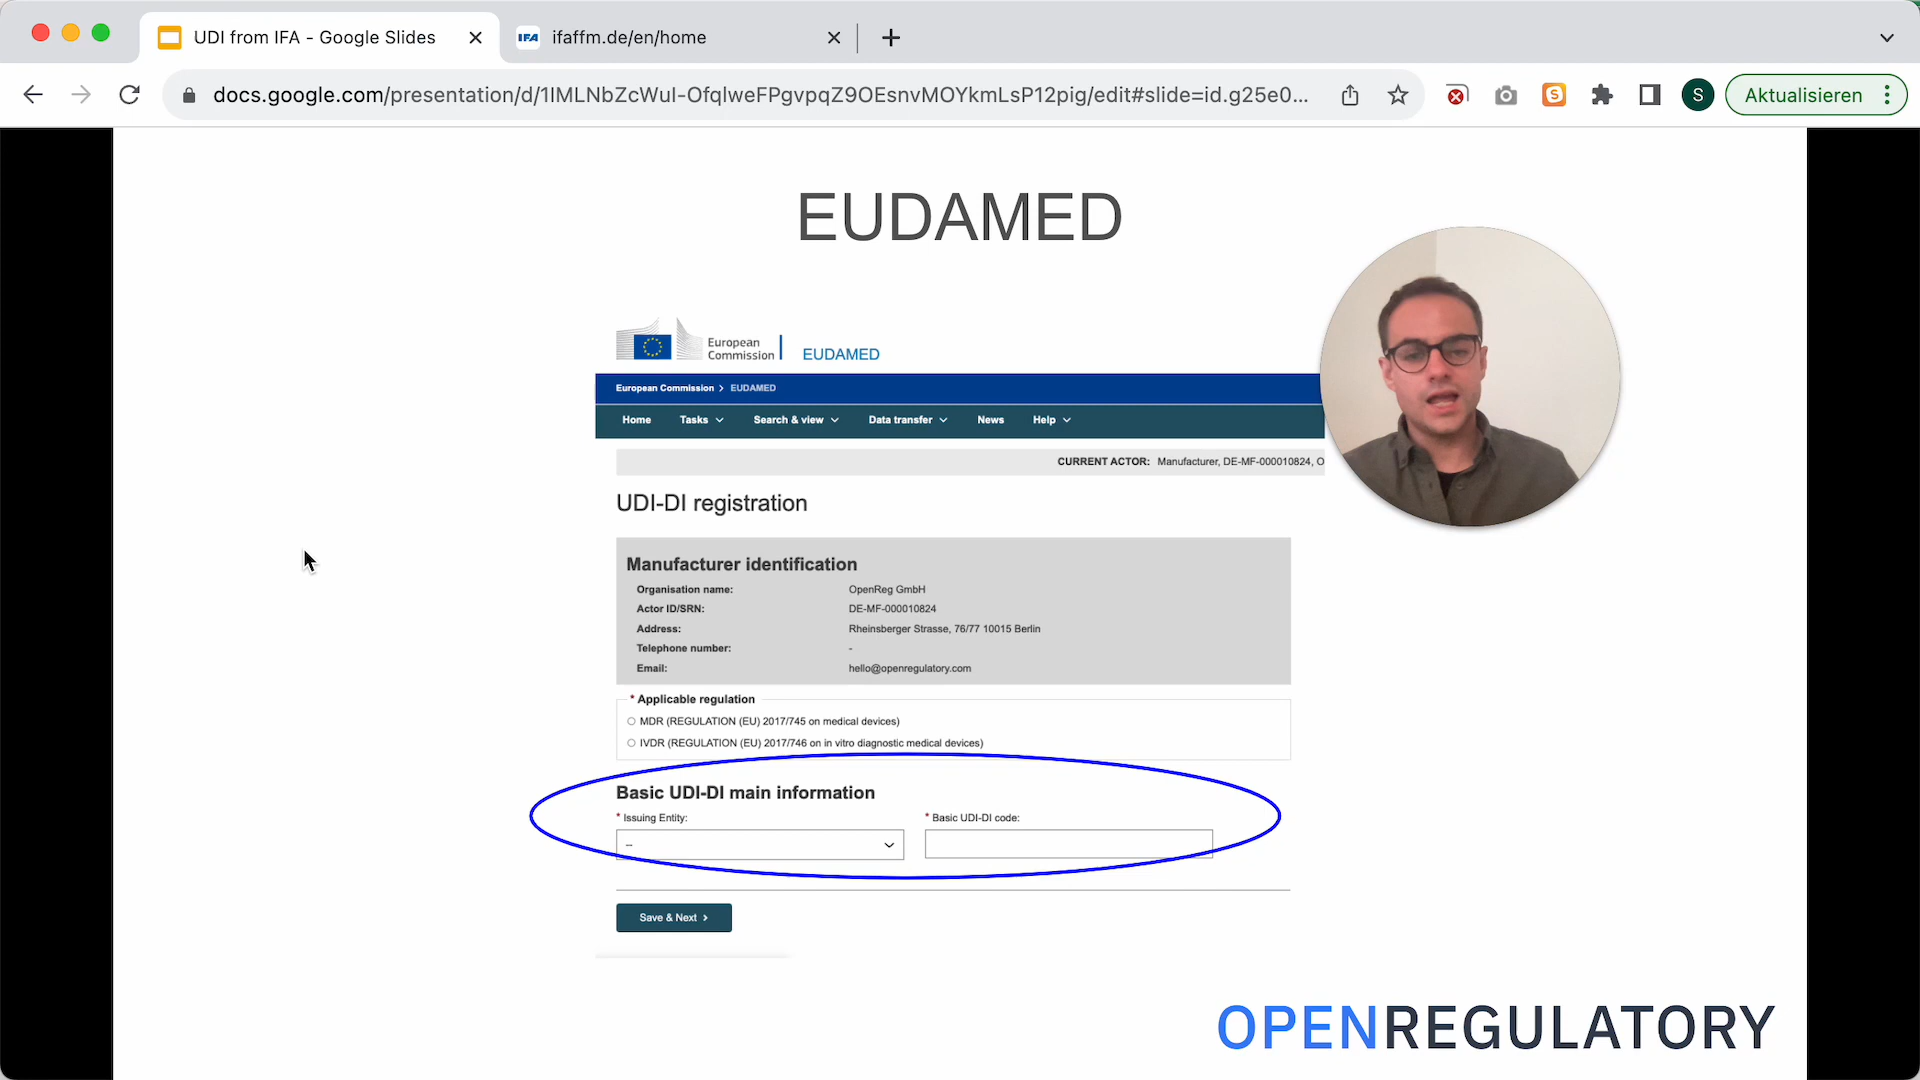 UDI from IFA - Google Slides
IFA ifaffm.de/en/home
docs.google.com/presentation/d/1IMLNbZcWuI-OfqlweFPgvpqZ9OEsnvMOYkmLsP12pig/edit#slide=id.g25e0...
S
S
Aktualisieren
EUDAMED
European
Commission
EUDAMED
European Commission > EUDAMED
Home Tasks Search & view Data transfer News Help
CURRENT ACTOR: Manufacturer, DE-MF-000010824, O
UDI-DI registration
Manufacturer identification
Organisation name: OpenReg GmbH
Actor ID/SRN: DE-MF-000010824
Address: Rheinsberger Strasse, 76/77 10015 Berlin
Telephone number: -
Email: hello@openregulatory.com
* Applicable regulation
MDR (REGULATION (EU) 2017/745 on medical devices)
IVDR (REGULATION (EU) 2017/746 on in vitro diagnostic medical devices)
Basic UDI-DI main information
* Issuing Entity: * Basic UDI-DI code:
--
Save & Next >
OPENREGULATORY